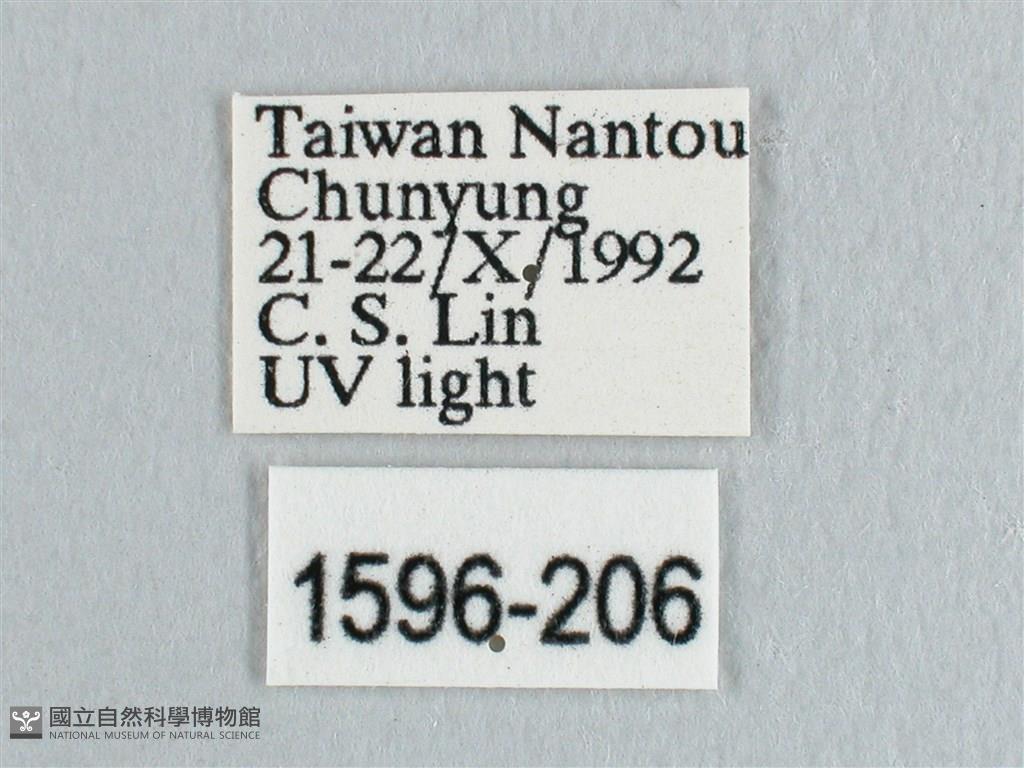 Taiwan Nantou
Chunyung
21-22/X/1992
C. S. Lin
UV light
1596-206
國立自然科學博物館
NATIONAL MUSEUM OF NATURAL SCIENCE